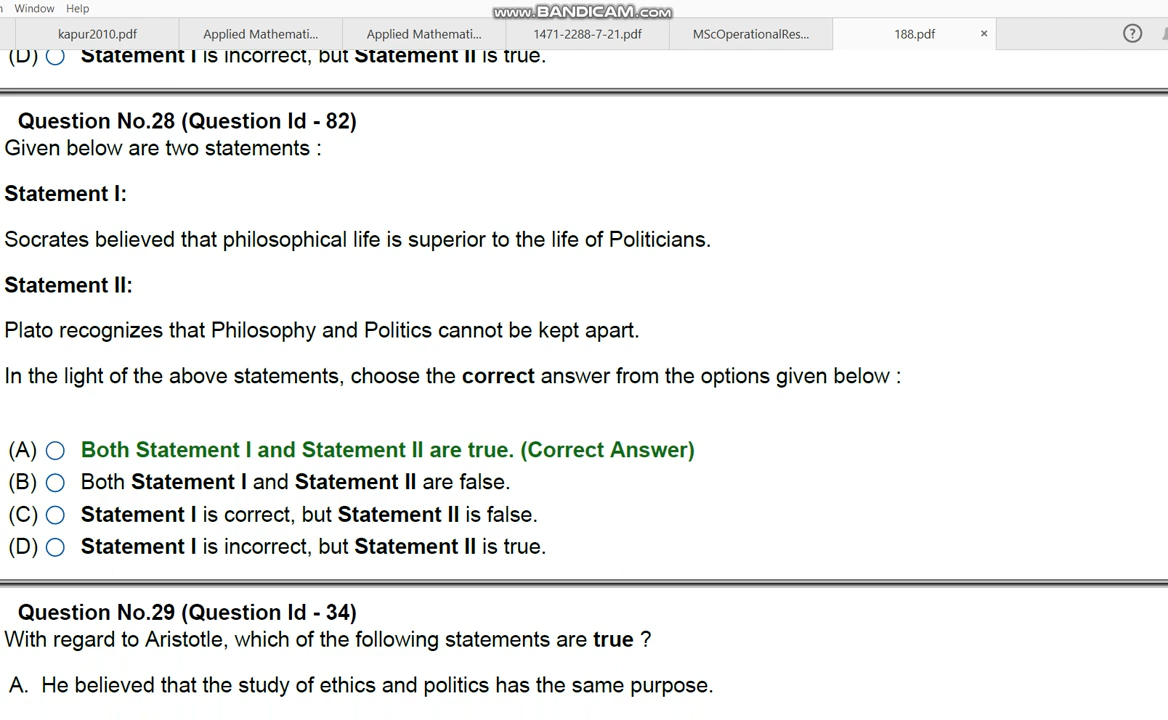 Window Help
www.BANDICAM.com
kapur2010.pdf Applied Mathemati... Applied Mathemati... 1471-2288-7-21.pdf MScOperationalRes... 188.pdf × ?
(D) Statement I is incorrect, but Statement II is true.
Question No.28 (Question Id - 82)
Given below are two statements :
Statement I:
Socrates believed that philosophical life is superior to the life of Politicians.
Statement II:
Plato recognizes that Philosophy and Politics cannot be kept apart.
In the light of the above statements, choose the correct answer from the options given below :
(A) Both Statement I and Statement II are true. (Correct Answer)
(B) Both Statement I and Statement II are false.
(C) Statement I is correct, but Statement II is false.
(D) Statement I is incorrect, but Statement II is true.
Question No.29 (Question Id - 34)
With regard to Aristotle, which of the following statements are true ?
A. He believed that the study of ethics and politics has the same purpose.